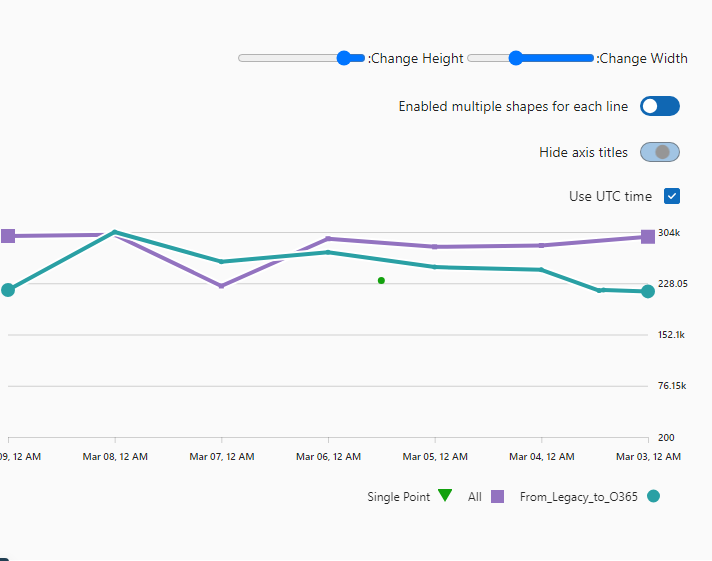 :Change Height :Change Width
Enabled multiple shapes for each line
Hide axis titles
Use UTC time
304k
228.05
152.1k
76.15k
200
09, 12 AM Mar 08, 12 AM Mar 07, 12 AM Mar 06, 12 AM Mar 05, 12 AM Mar 04, 12 AM Mar 03, 12 AM
Single Point All From_Legacy_to_O365